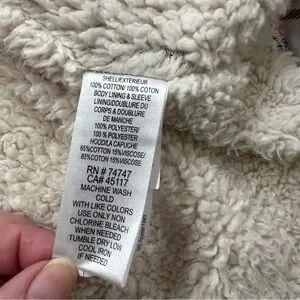 SHELL/EXTÉRIEUR
100% COTTON/ 100% COTON
BODY LINING & SLEEVE
LINING/DOUBLURE DU
CORPS & DOUBLURE
DE MANCHE
100 % POLYESTER/
100 % POLYESTER
HOOD/LA CAPUCHE
85%COTTON 15%VISCOSE/
85%COTON 15%VISCOSE
RN # 74747
CA# 45117
MACHINE WASH
COLD
WITH LIKE COLORS
USE ONLY NON
CHLORINE BLEACH
WHEN NEEDED
TUMBLE DRY LOW
COOL IRON
IF NEEDED